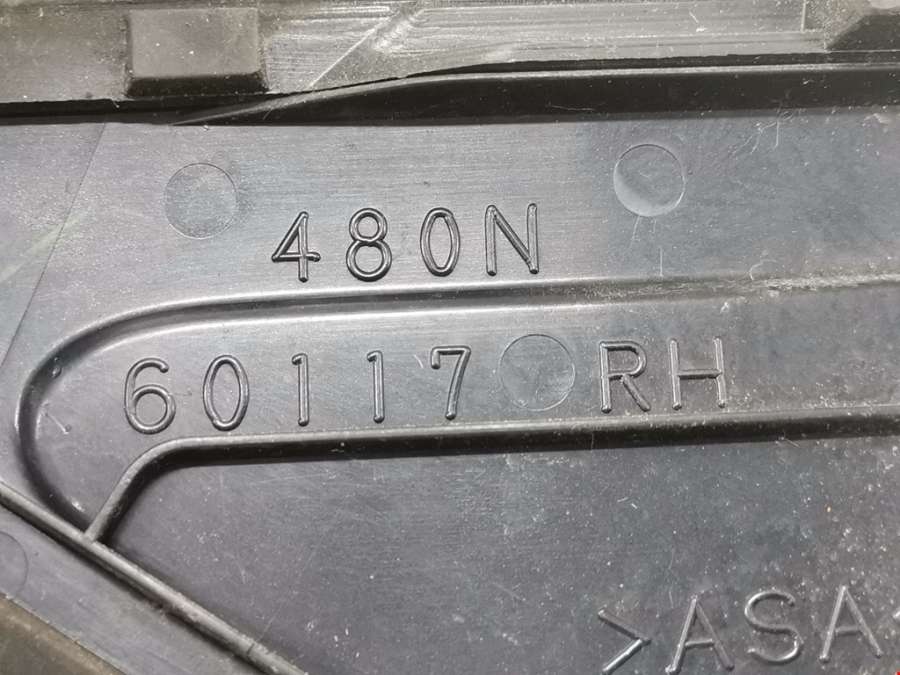 480N
60117 RH
>ASA<